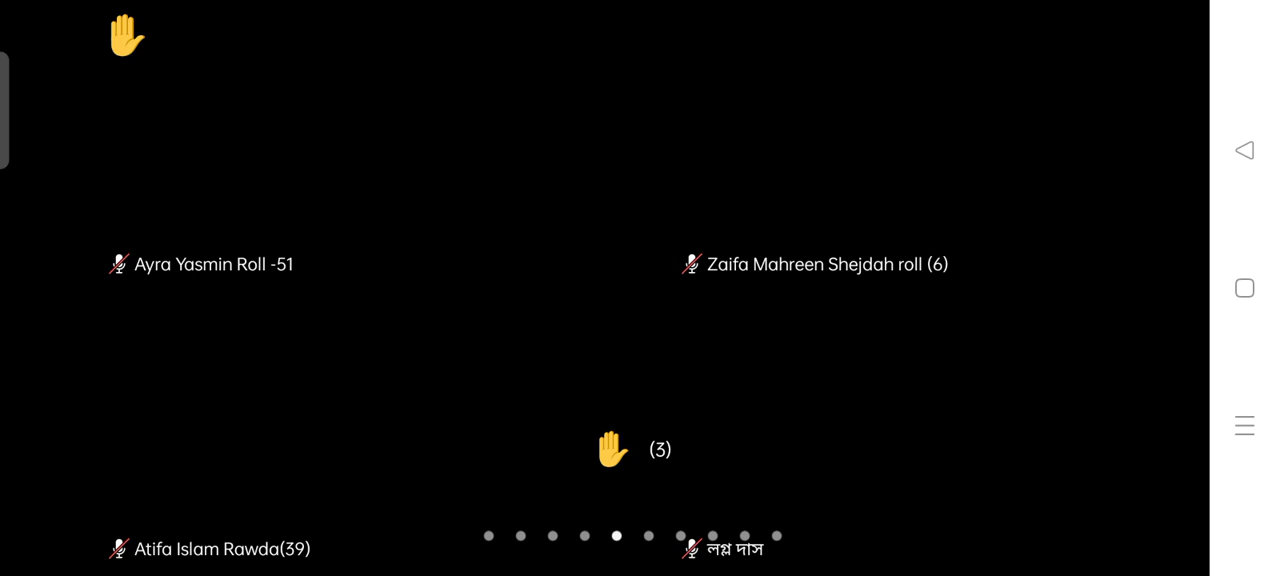 Ayra Yasmin Roll -51
Zaifa Mahreen Shejdah roll (6)
(3)
Atifa Islam Rawda(39)
লগ্ন দাস